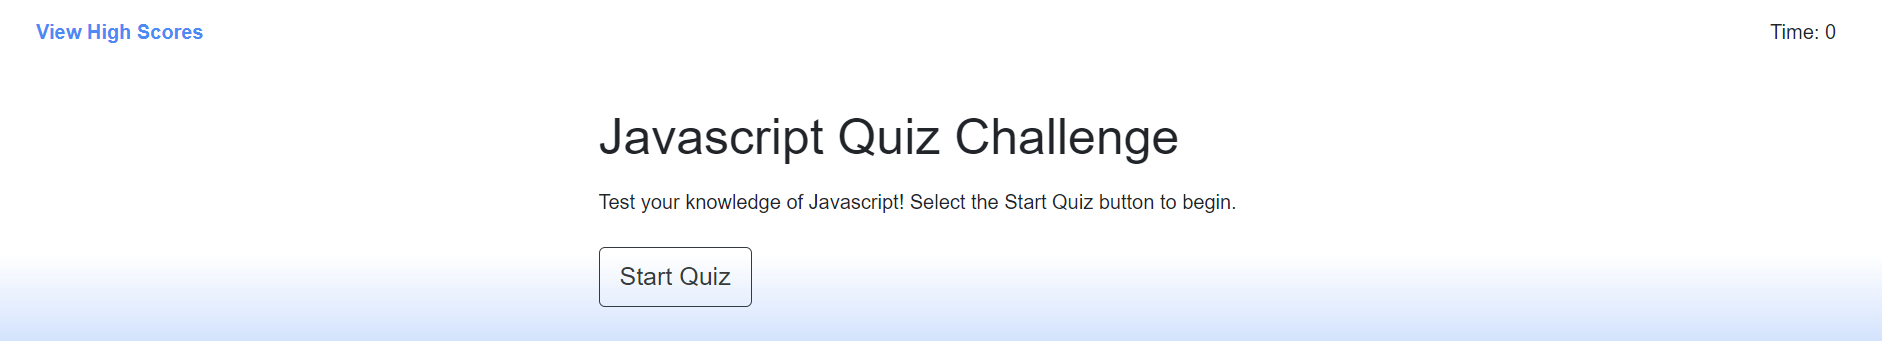 View High Scores
Time: 0
Javascript Quiz Challenge
Test your knowledge of Javascript! Select the Start Quiz button to begin.
Start Quiz